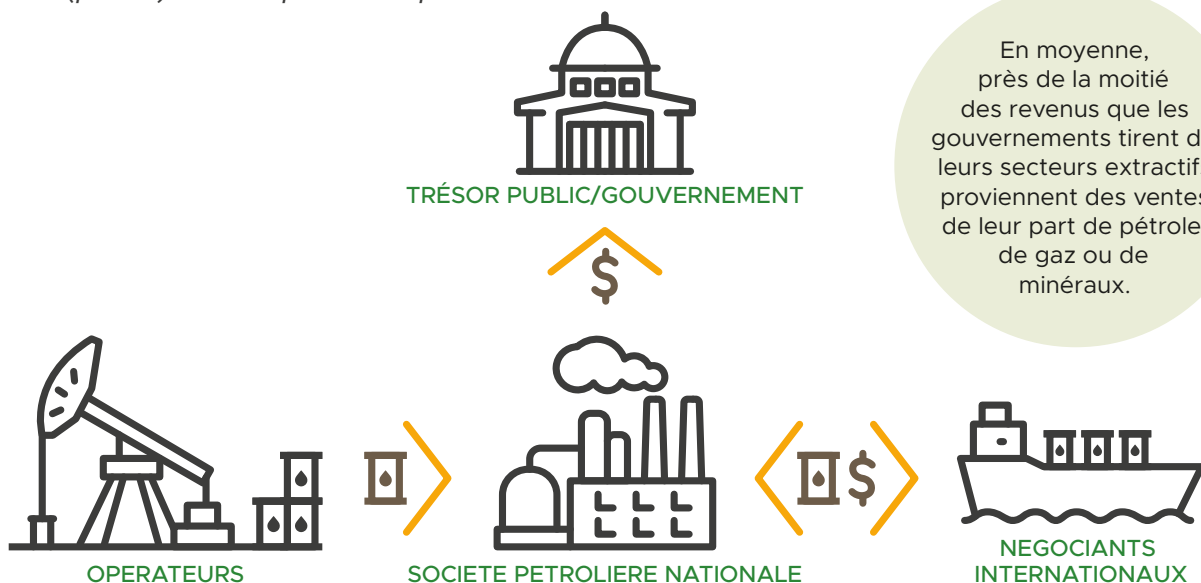 En moyenne,
près de la moitié
des revenus que les
gouvernements tirent
leurs secteurs
proviennent des ventes
de leur part de pétrole
de gaz ou de
minéraux.
TRÉSOR PUBLIC/GOUVERNEMENT
$
$
OPERATEURS
SOCIETE PETROLIERE NATIONALE
NEGOCIANTS
INTERNATIONAUX